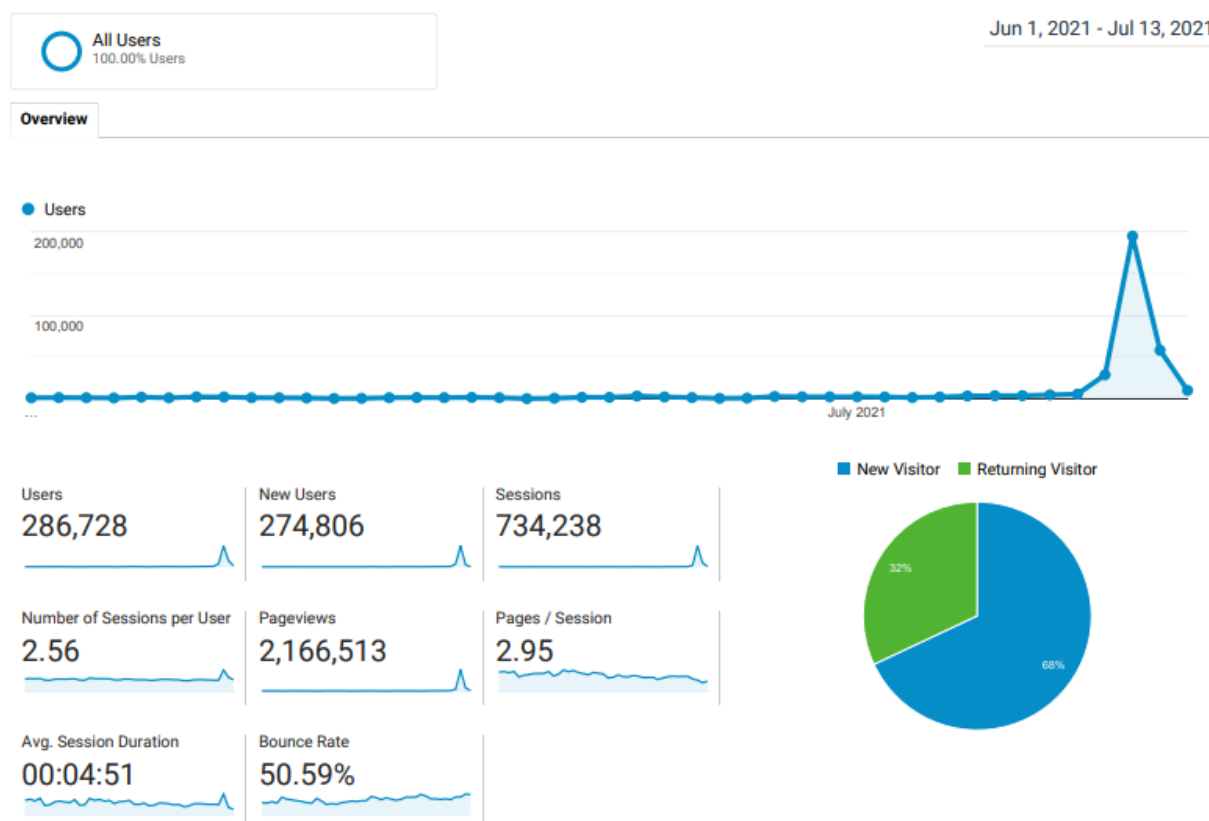 All Users
100.00% Users
Jun 1, 2021 - Jul 13, 2021
Overview
Users
200,000
100,000
...
July 2021
New Visitor
Returning Visitor
Users
286,728
New Users
274,806
Sessions
734,238
Number of Sessions per User
2.56
Pageviews
2,166,513
Pages / Session
2.95
Avg. Session Duration
00:04:51
Bounce Rate
50.59%
32%
68%